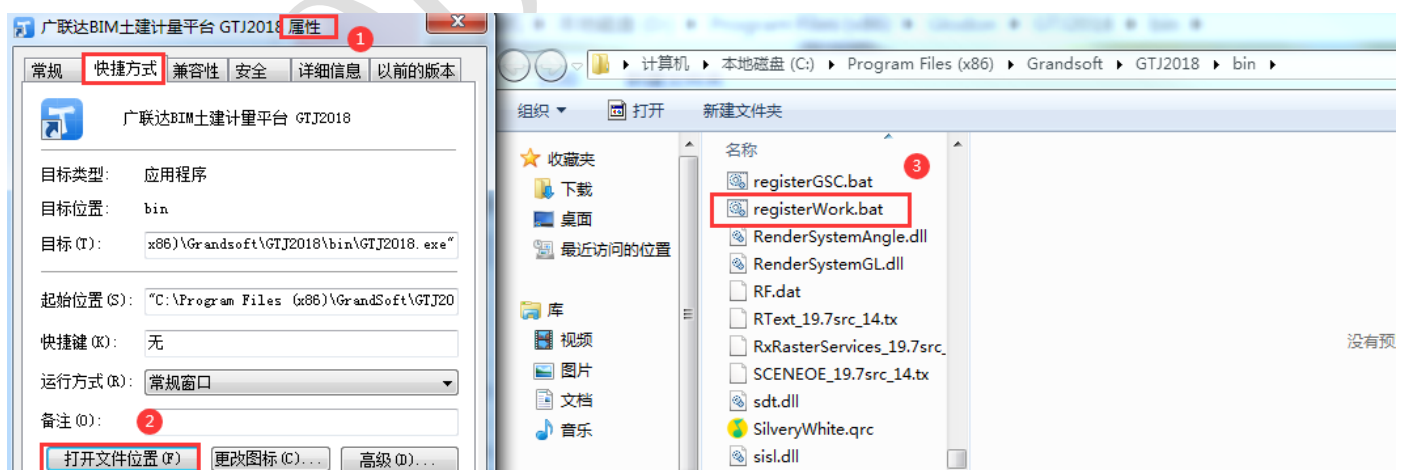 广联达BIM土建计量平台 GTJ2018 属性
1
常规 快捷方式 兼容性 安全 详细信息 以前的版本
广联达BIM土建计量平台 GTJ2018
目标类型: 应用程序
目标位置: bin
目标(T): x86)\Grandsoft\GTJ2018\bin\GTJ2018.exe"
起始位置(S): "C:\Program Files (x86)\GrandSoft\GTJ20
快捷键(K): 无
运行方式(R): 常规窗口
备注(O):
2
打开文件位置(F) 更改图标(C)... 高级(D)...
计算机 本地磁盘 (C:) Program Files (x86) Grandsoft GTJ2018 bin
组织 打开 新建文件夹
收藏夹
下载
桌面
最近访问的位置
库
视频
图片
文档
音乐
名称
3
registerGSC.bat
registerWork.bat
RenderSystemAngle.dll
RenderSystemGL.dll
RF.dat
RText_19.7src_14.tx
RxRasterServices_19.7src_
SCENEOE_19.7src_14.tx
sdt.dll
SilveryWhite.qrc
sisl.dll
没有预